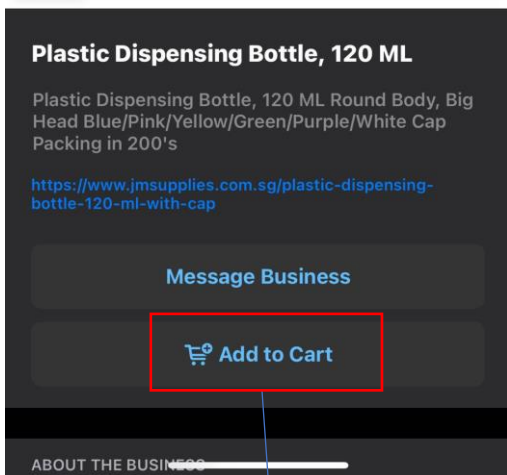 Plastic Dispensing Bottle, 120 ML
Plastic Dispensing Bottle, 120 ML Round Body, Big
Head Blue/Pink/Yellow/Green/Purple/White Cap
Packing in 200's
https://www.jmsupplies.com.sg/plastic-dispensing-
bottle-120-ml-with-cap
Message Business
Add to Cart
ABOUT THE BUSINESS